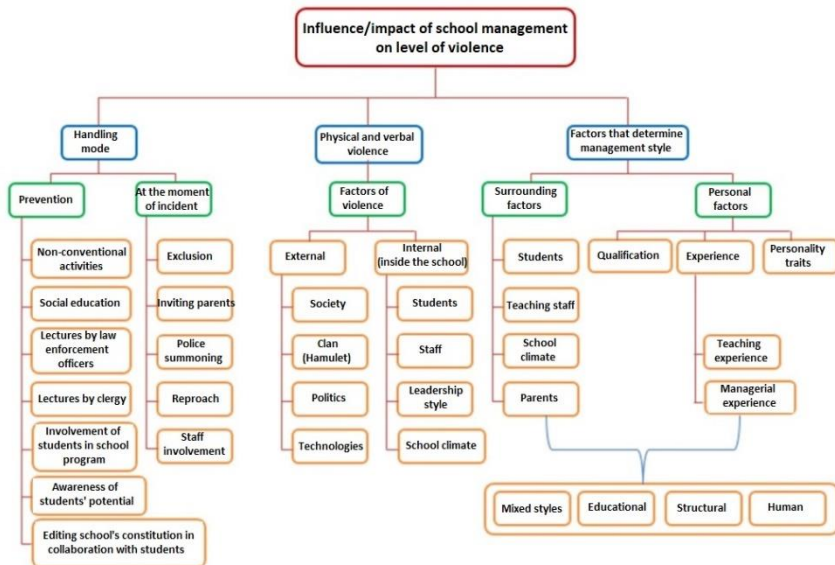 Influence/impact of school management
on level of violence
Handling
mode
Physical and verbal
violence
Factors that determine
management style
Prevention
At the moment
of incident
Factors of
violence
Surrounding
factors
Personal
factors
Non-conventional
activities
Social education
Lectures by law
enforcement
officers
Lectures by clergy
Involvement of
students in school
program
Awareness of
students' potential
Editing school's constitution in
collaboration with students
Exclusion
Inviting parents
Police
summoning
Reproach
Staff
involvement
External
Society
Clan
(Hamulet)
Politics
Technologies
Internal
(inside the school)
Students
Staff
Leadership
style
School climate
Students
Teaching staff
School
climate
Parents
Qualification
Experience
Personality
traits
Teaching
experience
Managerial
experience
Mixed styles
Educational
Structural
Human